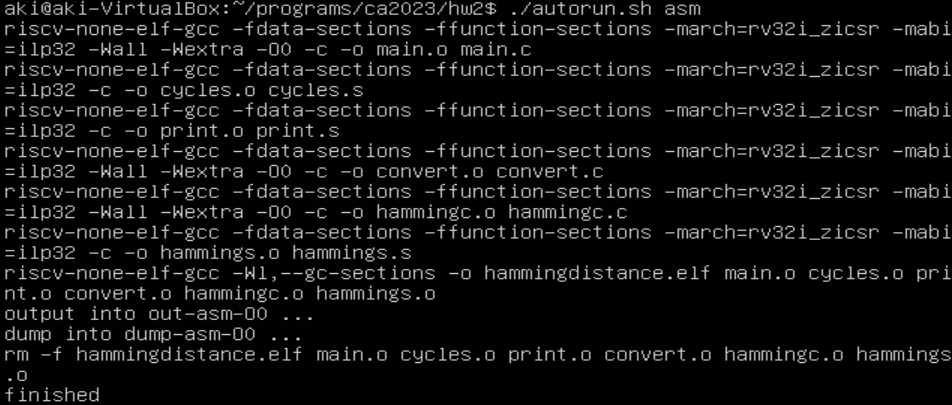 aki@aki-VirtualBox:~/programs/ca2023/hw2$ ./autorun.sh asm
riscv-none-elf-gcc -fdata-sections -ffunction-sections -march=rv32i_zicsr -mabi
=ilp32 -Wall -Wextra -O0 -c -o main.o main.c
riscv-none-elf-gcc -fdata-sections -ffunction-sections -march=rv32i_zicsr -mabi
=ilp32 -c -o cycles.o cycles.s
riscv-none-elf-gcc -fdata-sections -ffunction-sections -march=rv32i_zicsr -mabi
=ilp32 -c -o print.o print.s
riscv-none-elf-gcc -fdata-sections -ffunction-sections -march=rv32i_zicsr -mabi
=ilp32 -Wall -Wextra -O0 -c -o convert.o convert.c
riscv-none-elf-gcc -fdata-sections -ffunction-sections -march=rv32i_zicsr -mabi
=ilp32 -Wall -Wextra -O0 -c -o hammingc.o hammingc.c
riscv-none-elf-gcc -fdata-sections -ffunction-sections -march=rv32i_zicsr -mabi
=ilp32 -c -o hammings.o hammings.s
riscv-none-elf-gcc -Wl,--gc-sections -o hammingdistance.elf main.o cycles.o pri
nt.o convert.o hammingc.o hammings.o
output into out-asm-O0 ...
dump into dump-asm-O0 ...
rm -f hammingdistance.elf main.o cycles.o print.o convert.o hammingc.o hammings
.o
finished